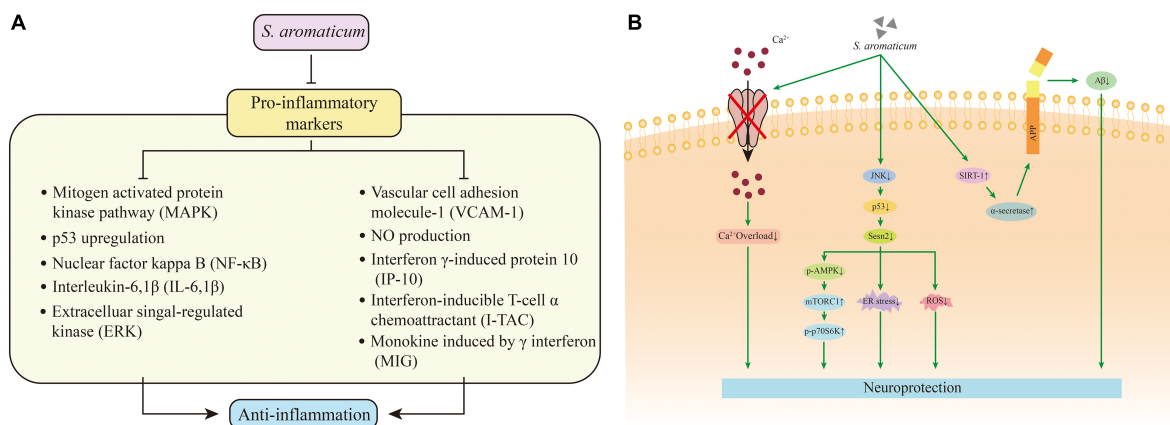 A
S. aromaticum
Pro-inflammatory
markers
• Mitogen activated protein
kinase pathway (MAPK)
• p53 upregulation
• Nuclear factor kappa B (NF-κB)
• Interleukin-6,1β (IL-6,1β)
• Extracelluar singal-regulated
kinase (ERK)
• Vascular cell adhesion
molecule-1 (VCAM-1)
• NO production
• Interferon γ-induced protein 10
(IP-10)
• Interferon-inducible T-cell α
chemoattractant (I-TAC)
• Monokine induced by γ interferon
(MIG)
Anti-inflammation
B
Ca²⁺
S. aromaticum
Aβ↓
APP
JNK↓
SIRT-1↑
p53↓
α-secretase↑
Ca²⁺Overload↓
Sesn2↓
p-AMPK↓
mTORC1↑
ER stress↓
ROS↓
p-p70S6K↑
Neuroprotection